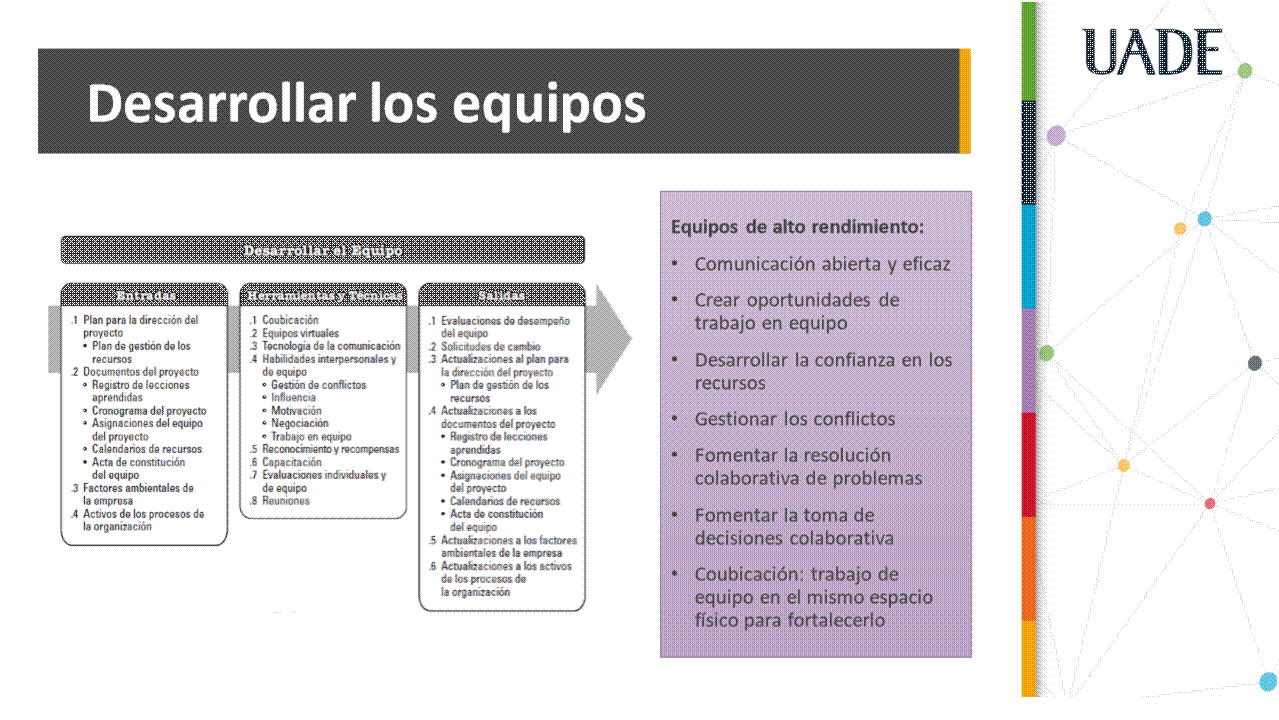 UADE
Desarrollar los equipos
Desarrollar el Equipo
Entradas
.1 Plan para la dirección del
proyecto
• Plan de gestión de los
recursos
.2 Documentos del proyecto
• Registro de lecciones
aprendidas
• Cronograma del proyecto
• Asignaciones del equipo
del proyecto
• Calendarios de recursos
• Acta de constitución
del equipo
.3 Factores ambientales de
la empresa
.4 Activos de los procesos de
la organización
Herramientas y Técnicas
.1 Coubicación
.2 Equipos virtuales
.3 Tecnología de la comunicación
.4 Habilidades interpersonales y
de equipo
• Gestión de conflictos
• Influencia
• Motivación
• Negociación
• Trabajo en equipo
.5 Reconocimiento y recompensas
.6 Capacitación
.7 Evaluaciones individuales y
de equipo
.8 Reuniones
Salidas
.1 Evaluaciones de desempeño
del equipo
.2 Solicitudes de cambio
.3 Actualizaciones al plan para
la dirección del proyecto
• Plan de gestión de los
recursos
.4 Actualizaciones a los
documentos del proyecto
• Registro de lecciones
aprendidas
• Cronograma del proyecto
• Asignaciones del equipo
del proyecto
• Calendarios de recursos
• Acta de constitución
del equipo
.5 Actualizaciones a los factores
ambientales de la empresa
.6 Actualizaciones a los activos
de los procesos de
la organización
Equipos de alto rendimiento:
• Comunicación abierta y eficaz
• Crear oportunidades de
trabajo en equipo
• Desarrollar la confianza en los
recursos
• Gestionar los conflictos
• Fomentar la resolución
colaborativa de problemas
• Fomentar la toma de
decisiones colaborativa
• Coubicación: trabajo de
equipo en el mismo espacio
físico para fortalecerlo